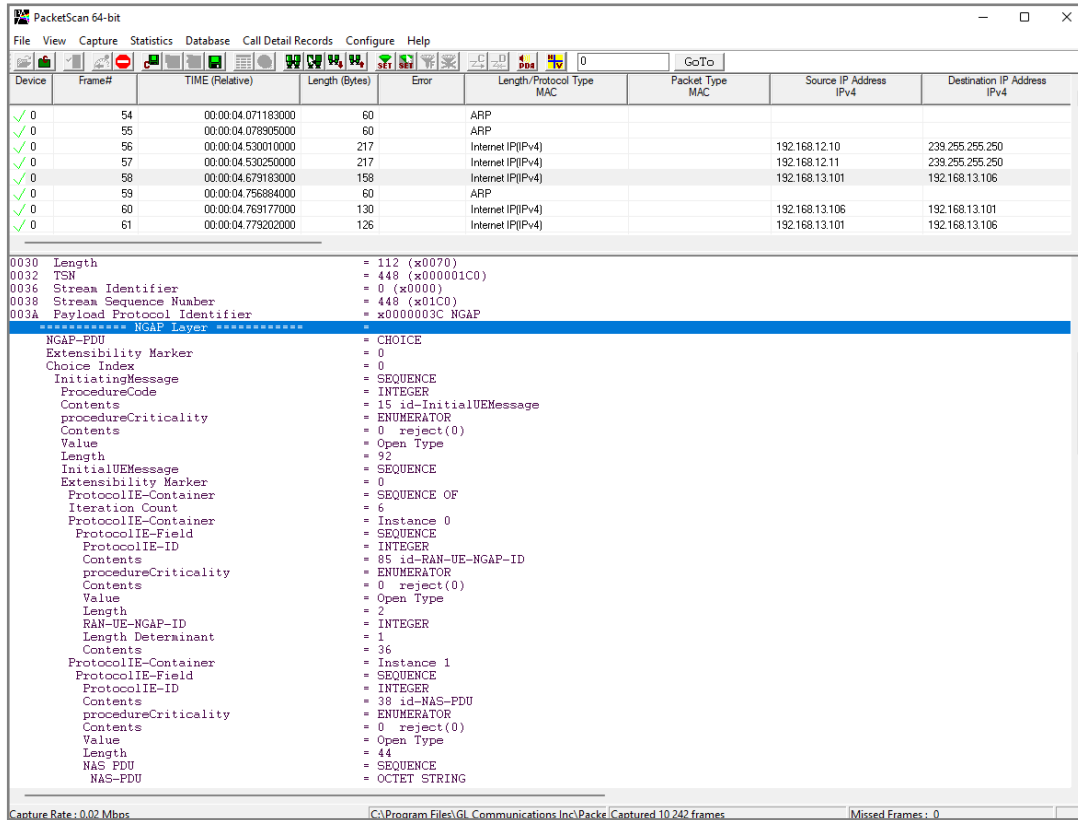 PacketScan 64-bit
File View Capture Statistics Database Call Detail Records Configure Help
0 GoTo
Device Frame# TIME (Relative) Length (Bytes) Error Length/Protocol Type MAC Packet Type MAC Source IP Address IPv4 Destination IP Address IPv4
0 54 00:00:04.071183000 60 ARP
0 55 00:00:04.078905000 60 ARP
0 56 00:00:04.530010000 217 Internet IP(IPv4) 192.168.12.10 239.255.255.250
0 57 00:00:04.530250000 217 Internet IP(IPv4) 192.168.12.11 239.255.255.250
0 58 00:00:04.679183000 158 Internet IP(IPv4) 192.168.13.101 192.168.13.106
0 59 00:00:04.756884000 60 ARP
0 60 00:00:04.769177000 130 Internet IP(IPv4) 192.168.13.106 192.168.13.101
0 61 00:00:04.779202000 126 Internet IP(IPv4) 192.168.13.101 192.168.13.106
0030 Length = 112 (x0070)
0032 TSN = 448 (x000001C0)
0036 Stream Identifier = 0 (x0000)
0038 Stream Sequence Number = 448 (x01C0)
003A Payload Protocol Identifier = x0000003C NGAP
============ NGAP Layer ============ =
NGAP-PDU = CHOICE
Extensibility Marker = 0
Choice Index = 0
InitiatingMessage = SEQUENCE
ProcedureCode = INTEGER
Contents = 15 id-InitialUEMessage
procedureCriticality = ENUMERATOR
Contents = 0 reject(0)
Value = Open Type
Length = 92
InitialUEMessage = SEQUENCE
Extensibility Marker = 0
ProtocolIE-Container = SEQUENCE OF
Iteration Count = 6
ProtocolIE-Container = Instance 0
ProtocolIE-Field = SEQUENCE
ProtocolIE-ID = INTEGER
Contents = 85 id-RAN-UE-NGAP-ID
procedureCriticality = ENUMERATOR
Contents = 0 reject(0)
Value = Open Type
Length = 2
RAN-UE-NGAP-ID = INTEGER
Length Determinant = 1
Contents = 36
ProtocolIE-Container = Instance 1
ProtocolIE-Field = SEQUENCE
ProtocolIE-ID = INTEGER
Contents = 38 id-NAS-PDU
procedureCriticality = ENUMERATOR
Contents = 0 reject(0)
Value = Open Type
Length = 44
NAS PDU = SEQUENCE
NAS-PDU = OCTET STRING
Capture Rate : 0.02 Mbps C:\Program Files\GL Communications Inc\Packe Captured 10 242 frames Missed Frames : 0